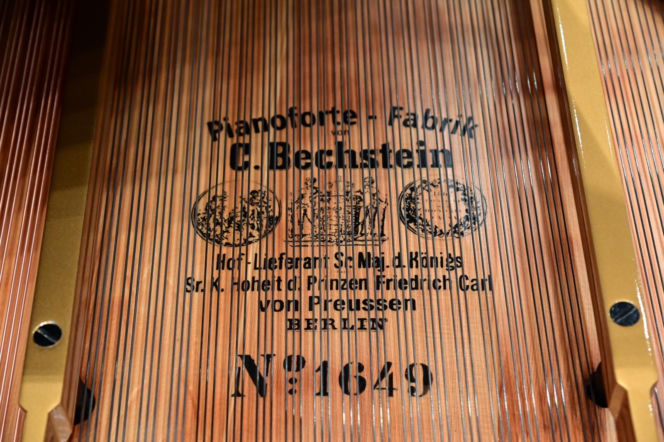 Pianoforte - Fabrik
von
C. Bechstein
Hof-Lieferant Sr. Maj. d. Königs
Sr. K. Hoheit d. Prinzen Friedrich Carl
von Preussen
BERLIN
No. 1649